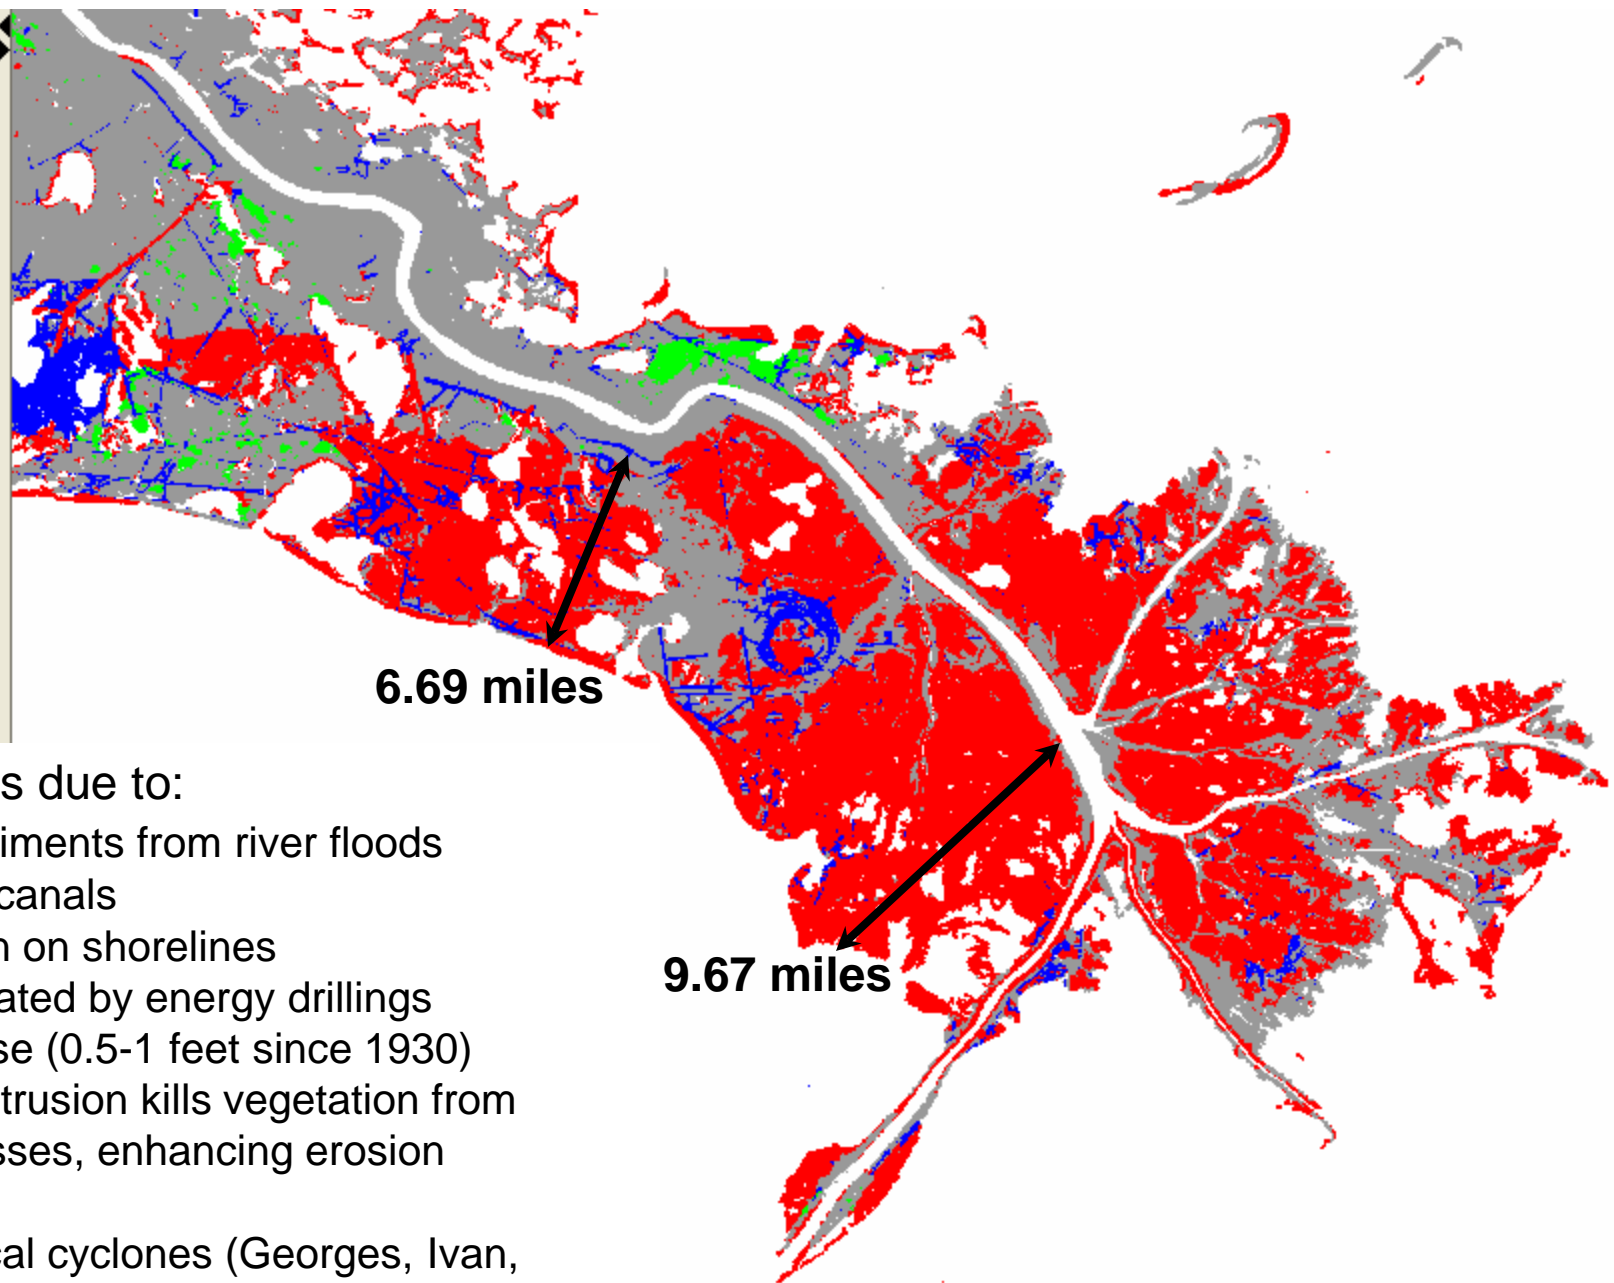 6.69 miles
s due to:
iments from river floods
canals
n on shorelines
9.67 miles
ated by energy drillings
se (0.5-1 feet since 1930)
trusion kills vegetation from
sses, enhancing erosion
cal cyclones (Georges, Ivan,